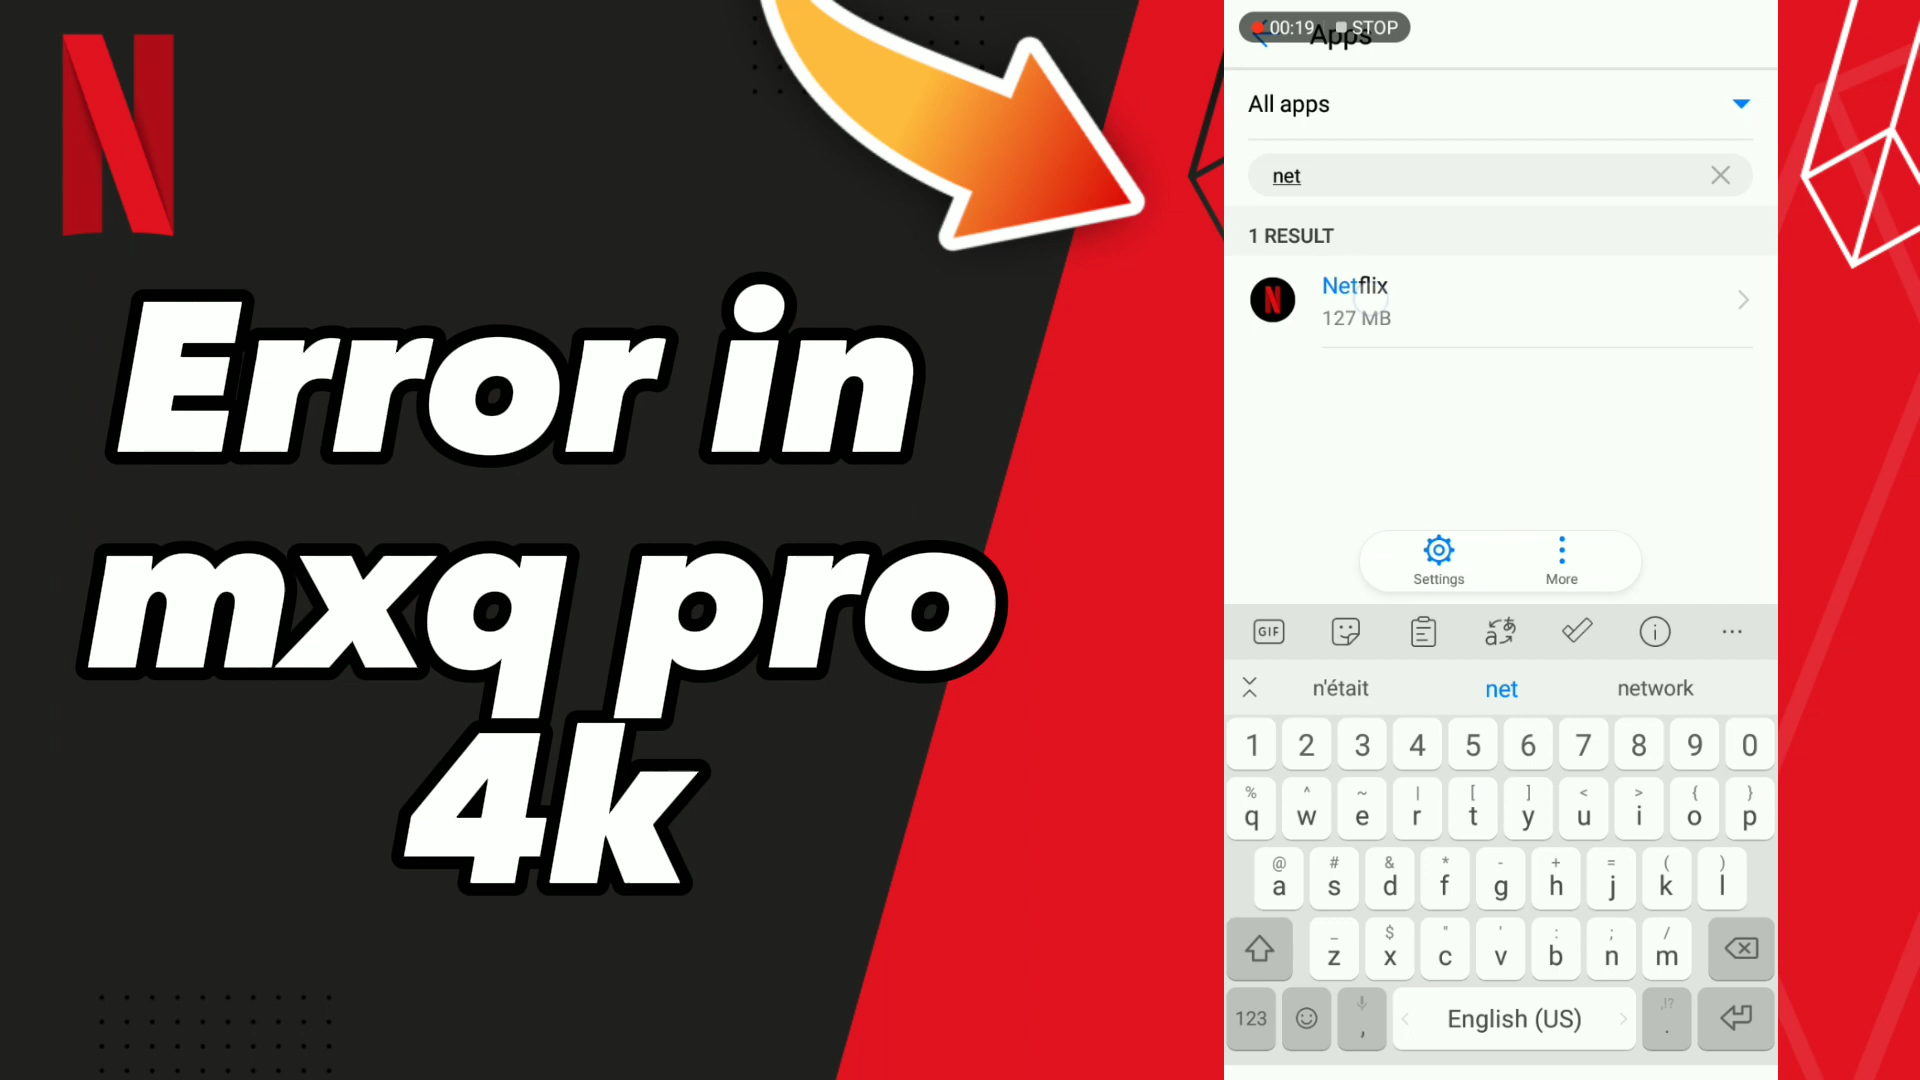 Error in
mxq pro
4k
00:19 STOP
Apps
All apps
net
1 RESULT
Netflix
127 MB
Settings More
GIF
n'était net network
1 2 3 4 5 6 7 8 9 0
% ^ ~ | [ ] < > { }
q w e r t y u i o p
@ # & * - + = ( )
a s d f g h j k l
_ $ " ' : ; /
z x c v b n m
,!?
123 , English (US) .